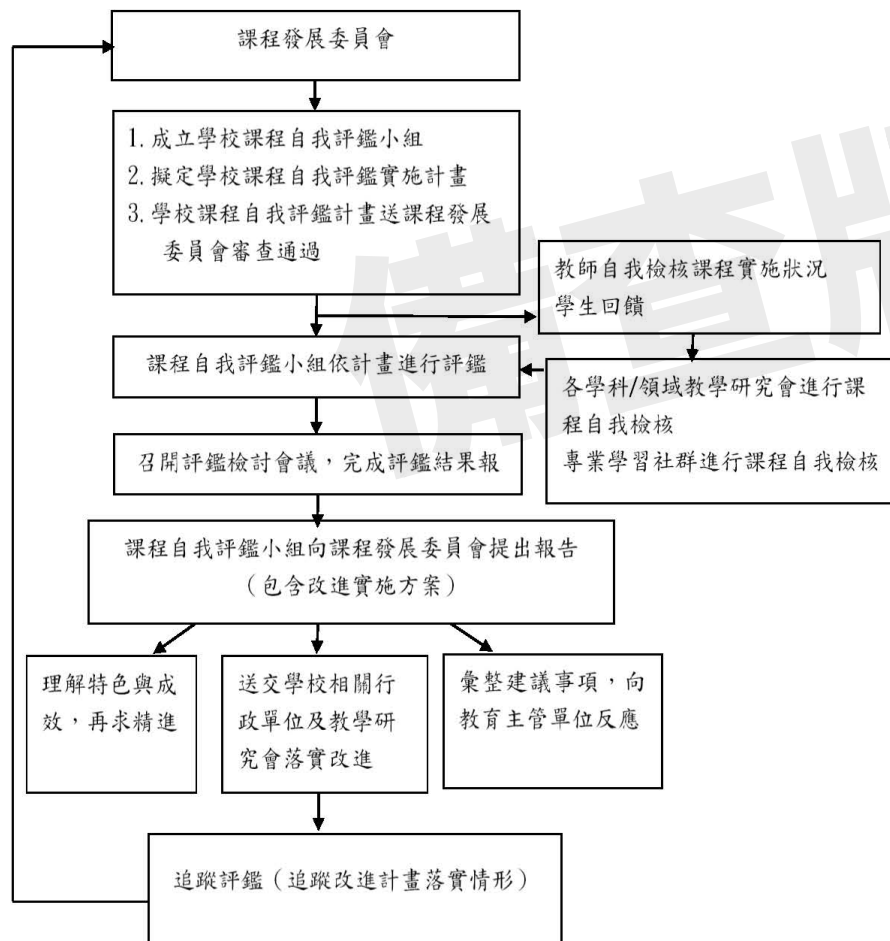 課程發展委員會
1. 成立學校課程自我評鑑小組
2. 擬定學校課程自我評鑑實施計畫
3. 學校課程自我評鑑計畫送課程發展
委員會審查通過
教師自我檢核課程實施狀況
學生回饋
課程自我評鑑小組依計畫進行評鑑
各學科/領域教學研究會進行課
程自我檢核
專業學習社群進行課程自我檢核
召開評鑑檢討會議，完成評鑑結果報
課程自我評鑑小組向課程發展委員會提出報告
（包含改進實施方案）
理解特色與成
效，再求精進
送交學校相關行
政單位及教學研
究會落實改進
彙整建議事項，向
教育主管單位反應
追蹤評鑑（追蹤改進計畫落實情形）
備查版